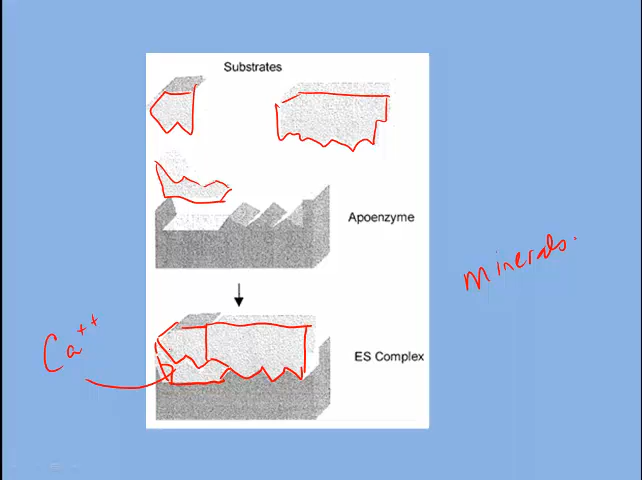 Substrates
Apoenzyme
minerals.
Ca++
ES Complex